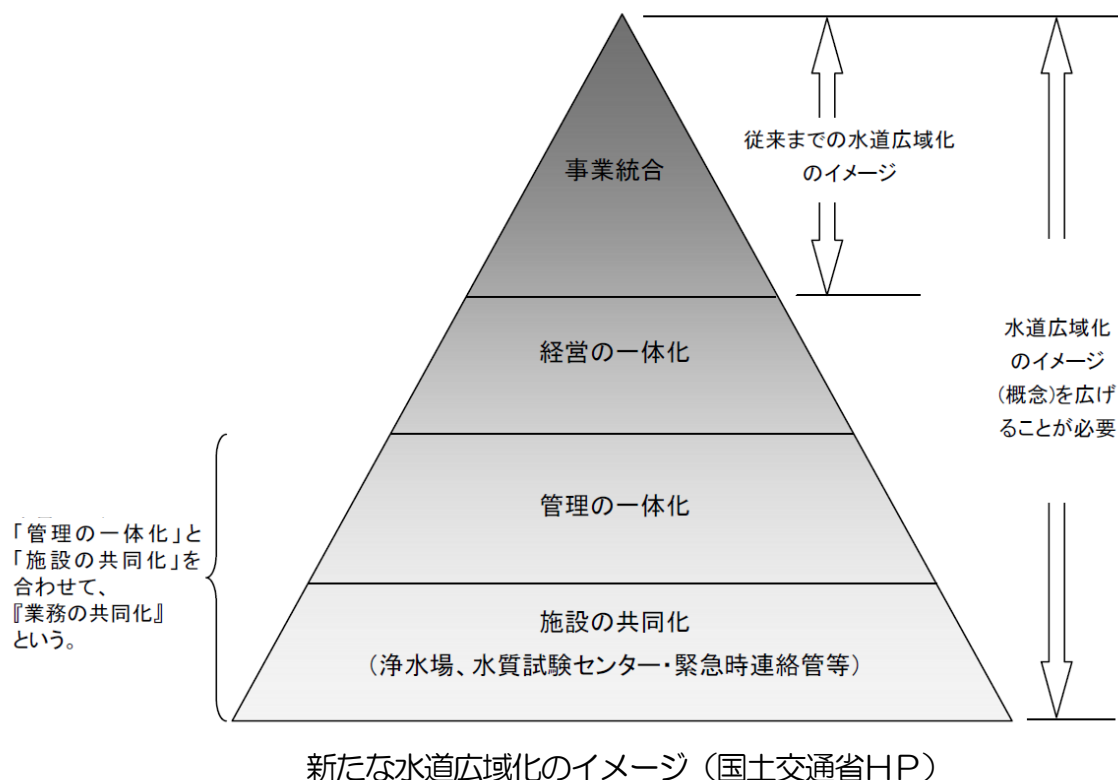 事業統合
従来までの水道広域化
のイメージ
経営の一体化
水道広域化
のイメージ
(概念)を広げ
ることが必要
管理の一体化
「管理の一体化」と
「施設の共同化」を
合わせて、
『業務の共同化』
という。
施設の共同化
(浄水場、水質試験センター・緊急時連絡管等)
新たな水道広域化のイメージ(国土交通省HP)